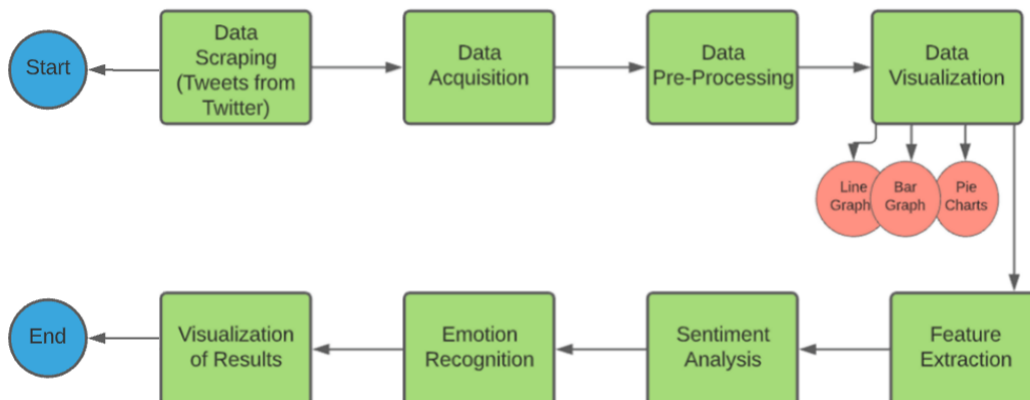 Start
Data
Scraping
(Tweets from
Twitter)
Data
Acquisition
Data
Pre-Processing
Data
Visualization
Line
Graph
Bar
Graph
Pie
Charts
End
Visualization
of Results
Emotion
Recognition
Sentiment
Analysis
Feature
Extraction